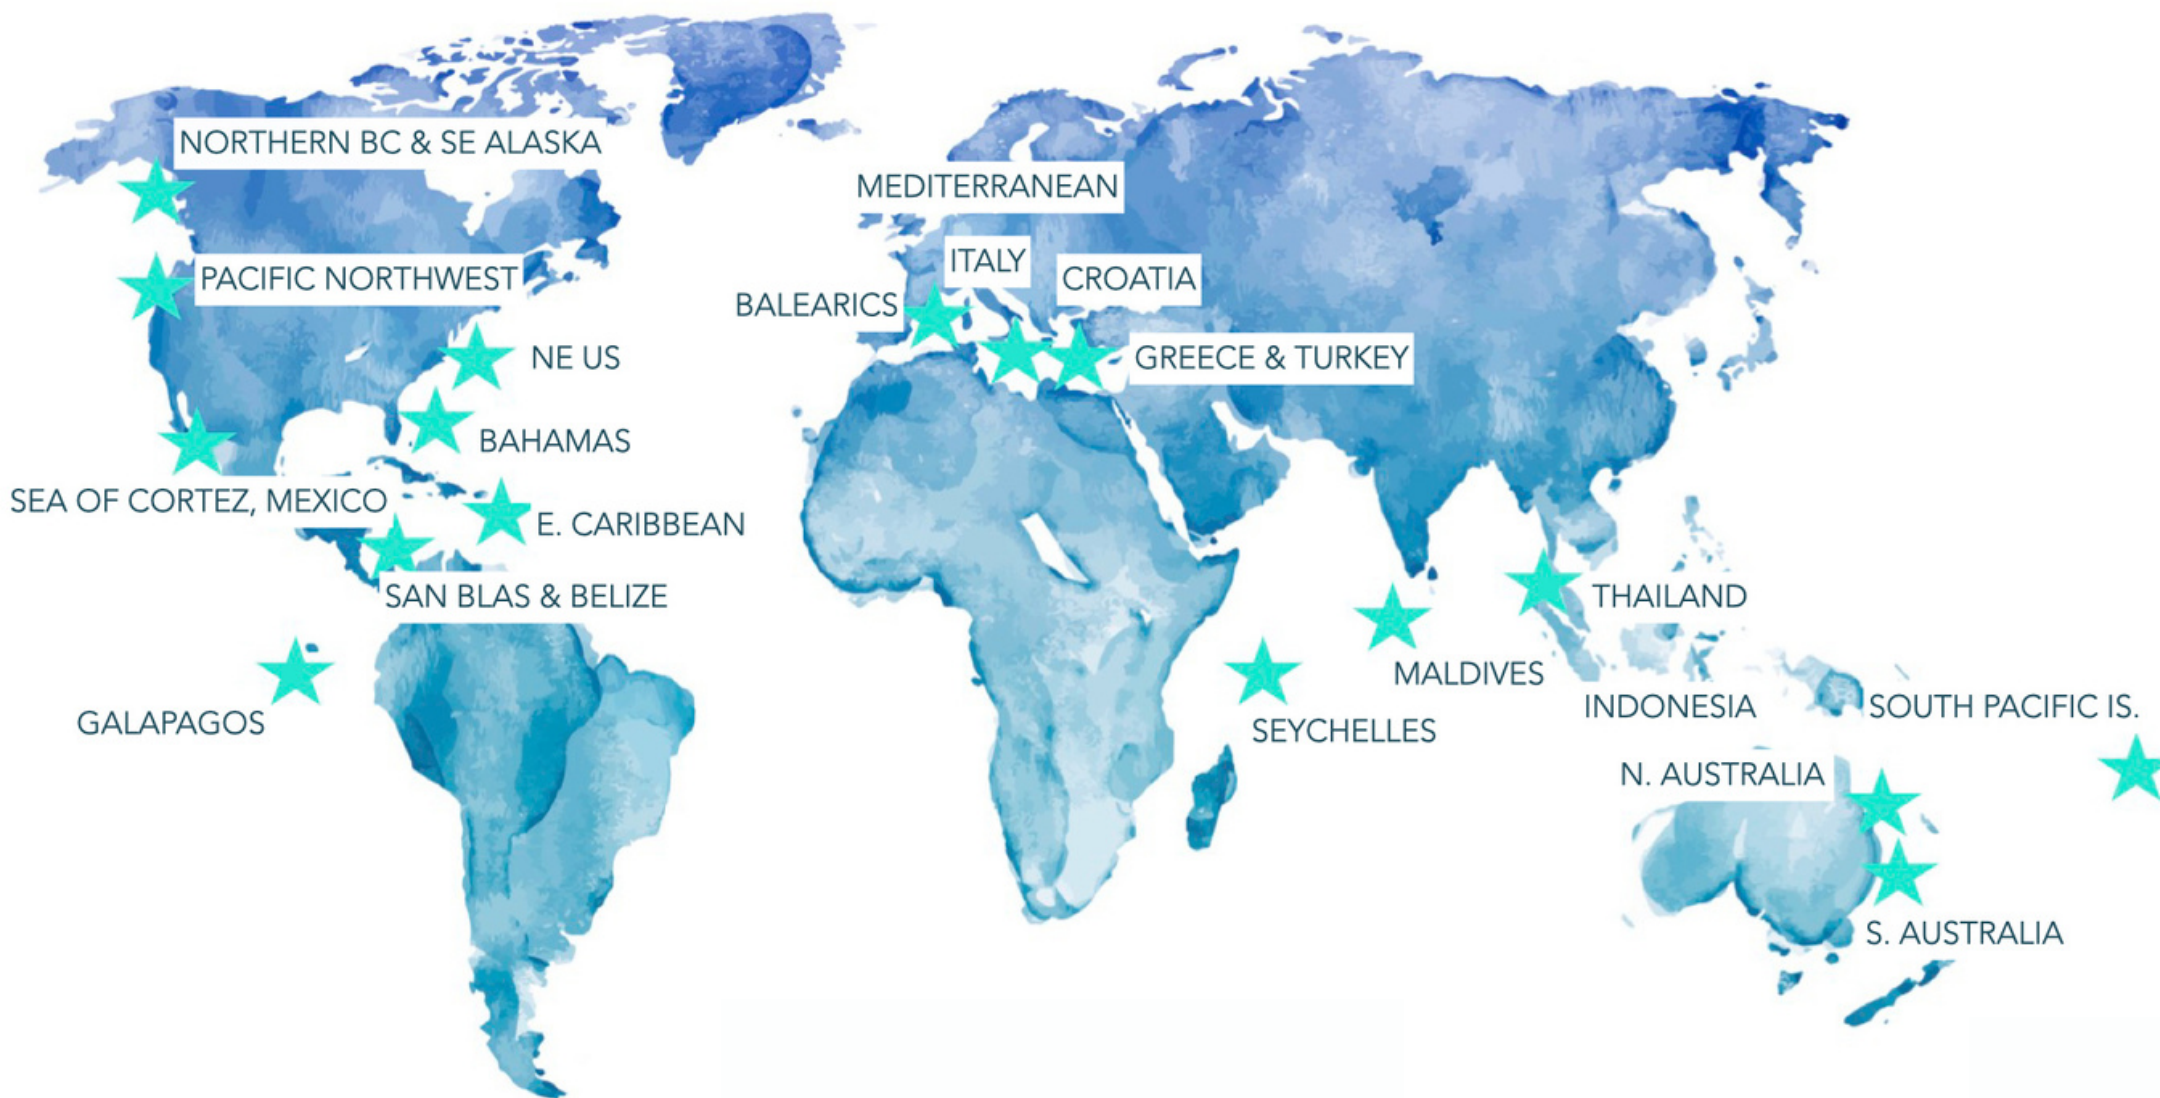 NORTHERN BC & SE ALASKA
MEDITERRANEAN
ITALY
PACIFIC NORTHWEST
CROATIA
BALEARICS
NE US
GREECE & TURKEY
BAHAMAS
SEA OF CORTEZ, MEXICO
E. CARIBBEAN
SAN BLAS & BELIZE
THAILAND
MALDIVES
INDONESIA
SOUTH PACIFIC IS.
GALAPAGOS
SEYCHELLES
N. AUSTRALIA
S. AUSTRALIA